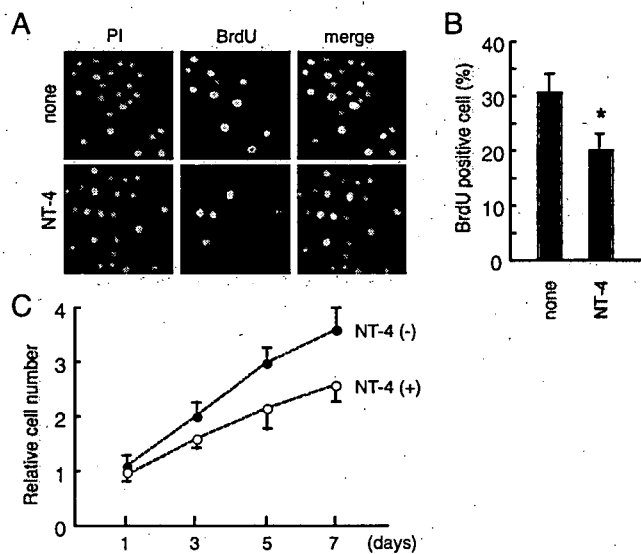 A
PI BrdU merge
none
NT-4
B
BrdU positive cell (%)
40
30
20
10
0
*
none
NT-4
C
Relative cell number
4
3
2
1
0
NT-4 (-)
NT-4 (+)
1 3 5 7 (days)